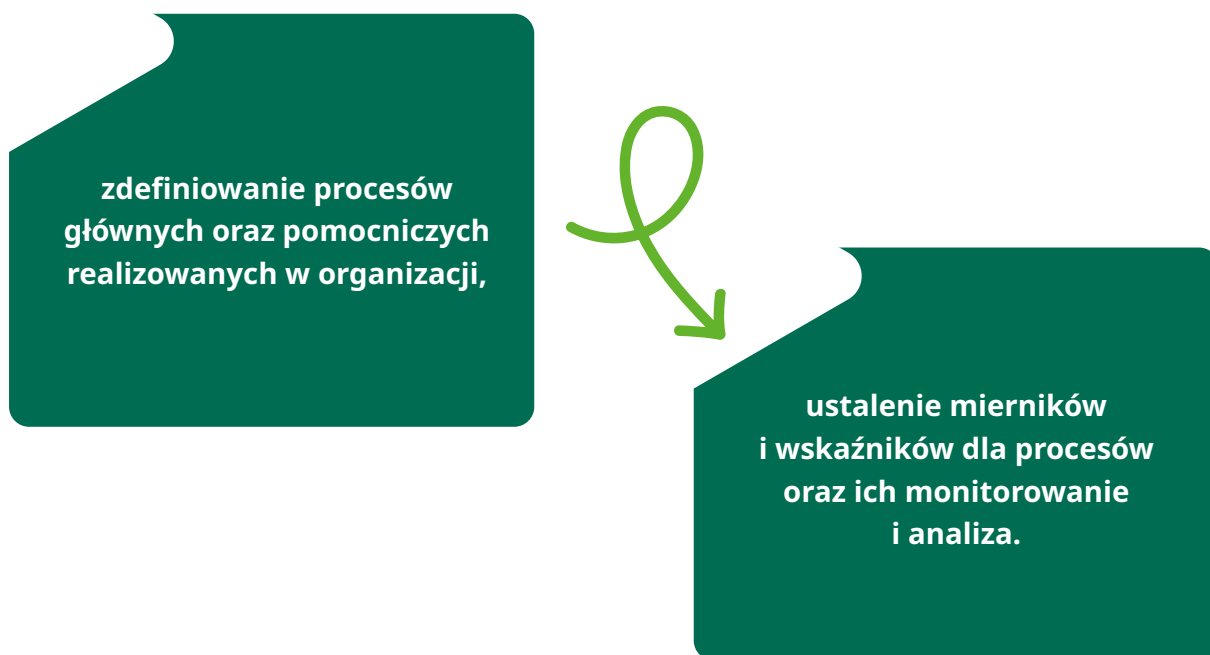 zdefiniowanie procesów
głównych oraz pomocniczych
realizowanych w organizacji,
ustalenie mierników
i wskaźników dla procesów
oraz ich monitorowanie
i analiza.